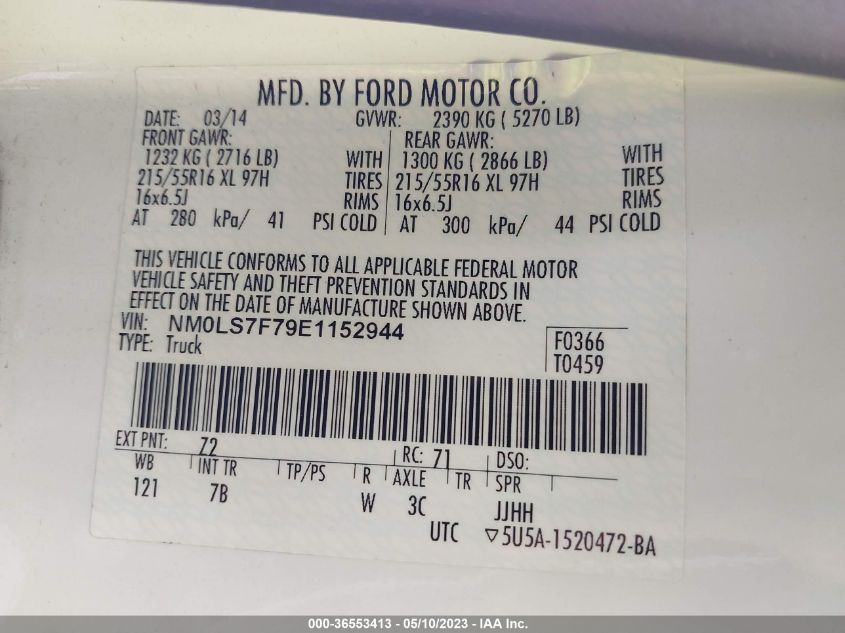 MFD. BY FORD MOTOR CO.
DATE: 03/14 GVWR: 2390 KG ( 5270 LB)
FRONT GAWR: REAR GAWR:
1232 KG ( 2716 LB) WITH 1300 KG ( 2866 LB) WITH
215/55R16 XL 97H TIRES 215/55R16 XL 97H TIRES
16x6.5J RIMS 16x6.5J RIMS
AT 280 kPa/ 41 PSI COLD AT 300 kPa/ 44 PSI COLD
THIS VEHICLE CONFORMS TO ALL APPLICABLE FEDERAL MOTOR
VEHICLE SAFETY AND THEFT PREVENTION STANDARDS IN
EFFECT ON THE DATE OF MANUFACTURE SHOWN ABOVE.
VIN: NM0LS7F79E1152944 F0366
TYPE: Truck T0459
EXT PNT: Z2 RC: 71 DSO:
WB INT TR TP/PS R AXLE TR SPR
121 7B W 3C JJHH
UTC ▽5U5A-1520472-BA
000-36553413 - 05/10/2023 - IAA Inc.